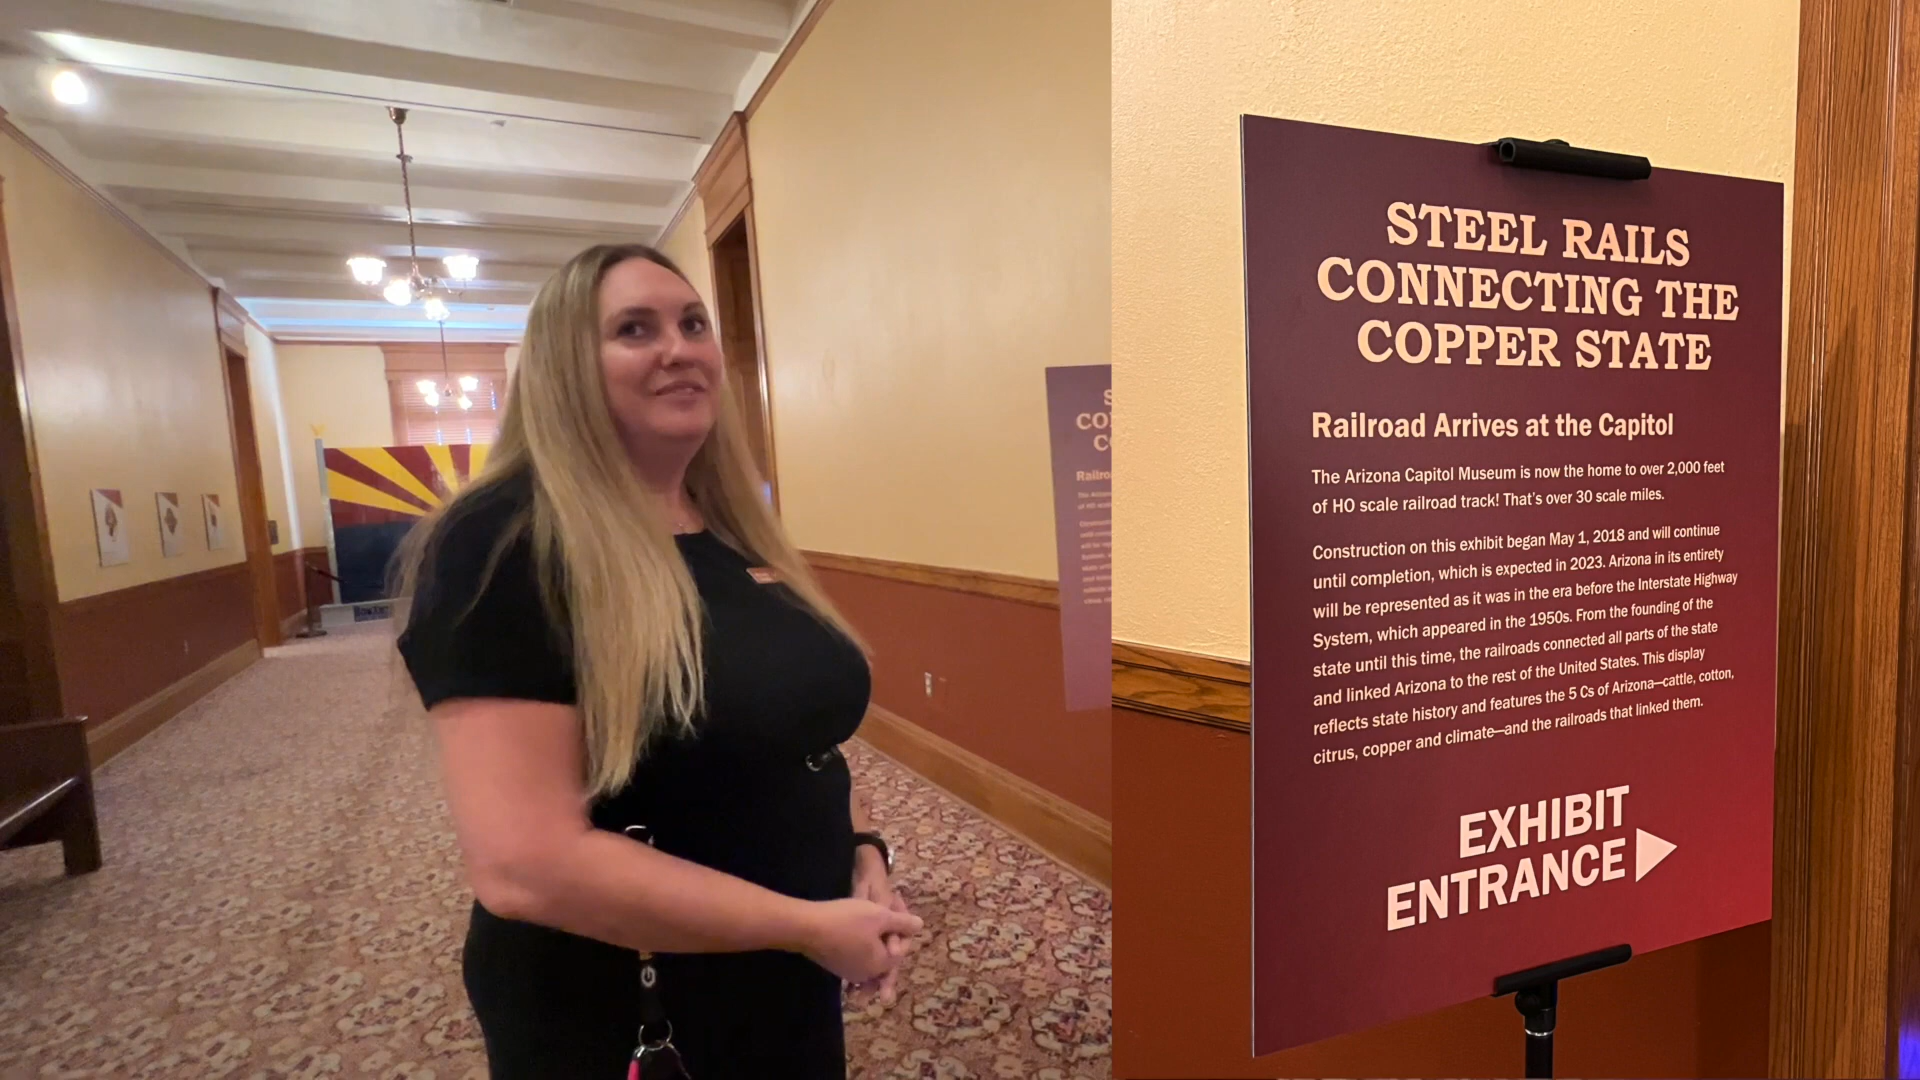 STEEL RAILS
CONNECTING THE
COPPER STATE
Railroad Arrives at the Capitol
The Arizona Capitol Museum is now the home to over 2,000 feet
of HO scale railroad track! That's over 30 scale miles.
Construction on this exhibit began May 1, 2018 and will continue
until completion, which is expected in 2023. Arizona in its entirety
will be represented as it was in the era before the Interstate Highway
System, which appeared in the 1950s. From the founding of the
state until this time, the railroads connected all parts of the state
and linked Arizona to the rest of the United States. This display
reflects state history and features the 5 Cs of Arizona—cattle, cotton,
citrus, copper and climate—and the railroads that linked them.
EXHIBIT
ENTRANCE